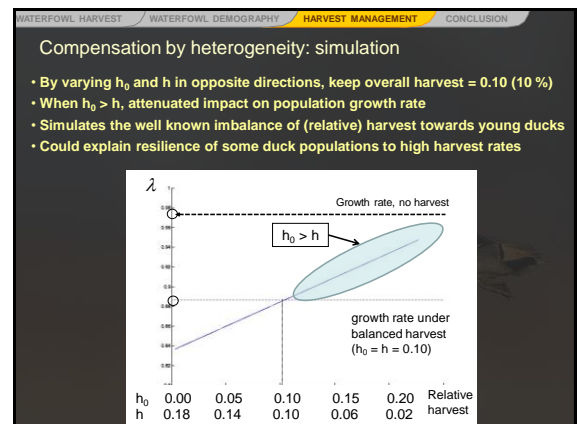 WATERFOWL HARVEST WATERFOWL DEMOGRAPHY HARVEST MANAGEMENT CONCLUSION
Compensation by heterogeneity: simulation
• By varying h₀ and h in opposite directions, keep overall harvest = 0.10 (10 %)
• When h₀ > h, attenuated impact on population growth rate
• Simulates the well known imbalance of (relative) harvest towards young ducks
• Could explain resilience of some duck populations to high harvest rates
λ
Growth rate, no harvest
h₀ > h
growth rate under
balanced harvest
(h₀ = h = 0.10)
h₀ 0.00 0.05 0.10 0.15 0.20 Relative
h 0.18 0.14 0.10 0.06 0.02 harvest